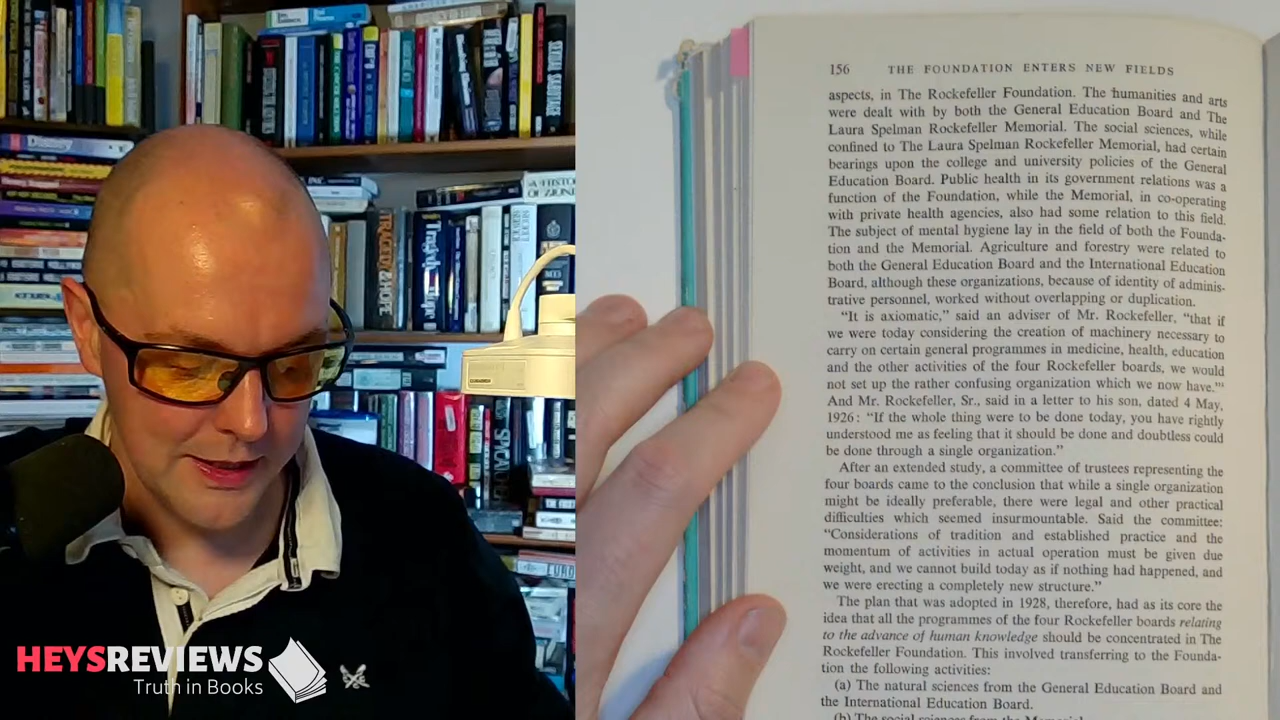 TRAGEDY & HOPE
Tragedy & Hope
SEXUAL SABOTAGE
A HISTORY
OF ZIONISM
HEYSREVIEWS
Truth in Books
156 THE FOUNDATION ENTERS NEW FIELDS
aspects, in The Rockefeller Foundation. The humanities and arts
were dealt with by both the General Education Board and The
Laura Spelman Rockefeller Memorial. The social sciences, while
confined to The Laura Spelman Rockefeller Memorial, had certain
bearings upon the college and university policies of the General
Education Board. Public health in its government relations was a
function of the Foundation, while the Memorial, in co-operating
with private health agencies, also had some relation to this field.
The subject of mental hygiene lay in the field of both the Founda-
tion and the Memorial. Agriculture and forestry were related to
both the General Education Board and the International Education
Board, although these organizations, because of identity of adminis-
trative personnel, worked without overlapping or duplication.
"It is axiomatic," said an adviser of Mr. Rockefeller, "that if
we were today considering the creation of machinery necessary to
carry on certain general programmes in medicine, health, education
and the other activities of the four Rockefeller boards, we would
not set up the rather confusing organization which we now have."¹
And Mr. Rockefeller, Sr., said in a letter to his son, dated 4 May,
1926: "If the whole thing were to be done today, you have rightly
understood me as feeling that it should be done and doubtless could
be done through a single organization."
After an extended study, a committee of trustees representing the
four boards came to the conclusion that while a single organization
might be ideally preferable, there were legal and other practical
difficulties which seemed insurmountable. Said the committee:
"Considerations of tradition and established practice and the
momentum of activities in actual operation must be given due
weight, and we cannot build today as if nothing had happened, and
we were erecting a completely new structure."
The plan that was adopted in 1928, therefore, had as its core the
idea that all the programmes of the four Rockefeller boards relating
to the advance of human knowledge should be concentrated in The
Rockefeller Foundation. This involved transferring to the Founda-
tion the following activities:
(a) The natural sciences from the General Education Board and
the International Education Board.
(b) The social sciences from the Memorial